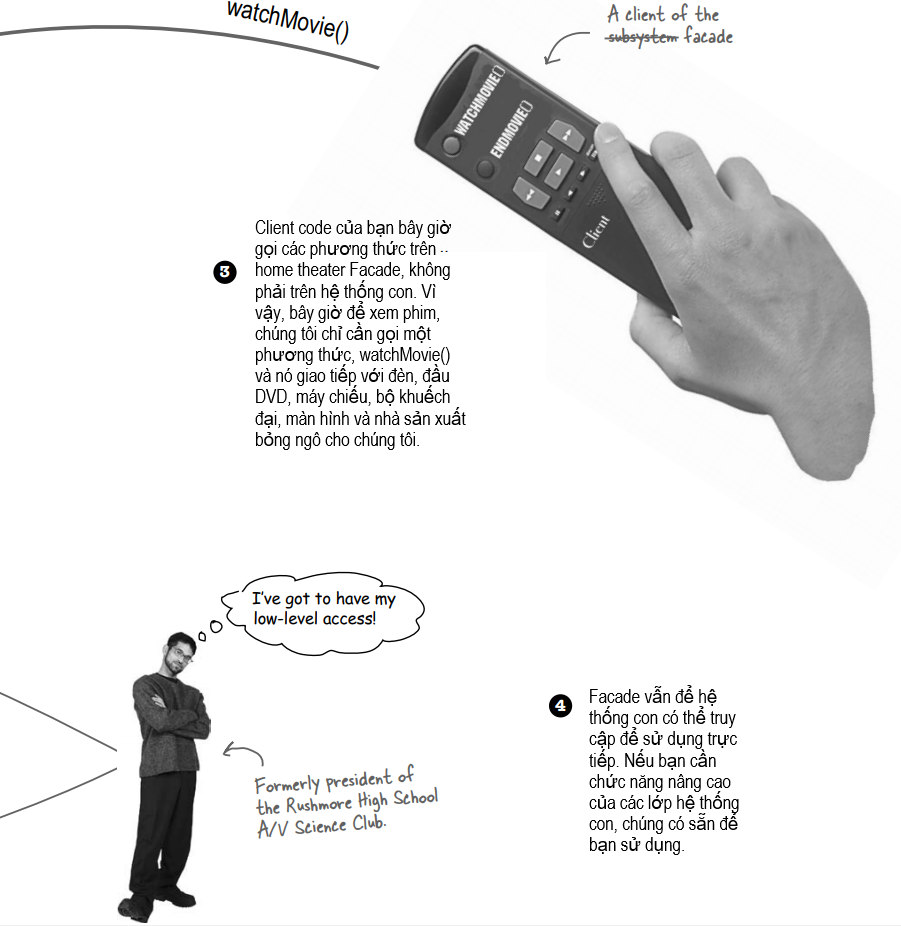 watchMovie()
A client of the
subsystem facade
WATCHMOVIE()
ENDMOVIE()
Client
Client code của bạn bây giờ
gọi các phương thức trên
3 home theater Facade, không
phải trên hệ thống con. Vì
vậy, bây giờ để xem phim,
chúng tôi chỉ cần gọi một
phương thức, watchMovie()
và nó giao tiếp với đèn, đầu
DVD, máy chiếu, bộ khuếch
đại, màn hình và nhà sản xuất
bỏng ngô cho chúng tôi.
I've got to have my
low-level access!
Formerly president of
the Rushmore High School
A/V Science Club.
4 Facade vẫn để hệ
thống con có thể truy
cập để sử dụng trực
tiếp. Nếu bạn cần
chức năng nâng cao
của các lớp hệ thống
con, chúng có sẵn để
bạn sử dụng.